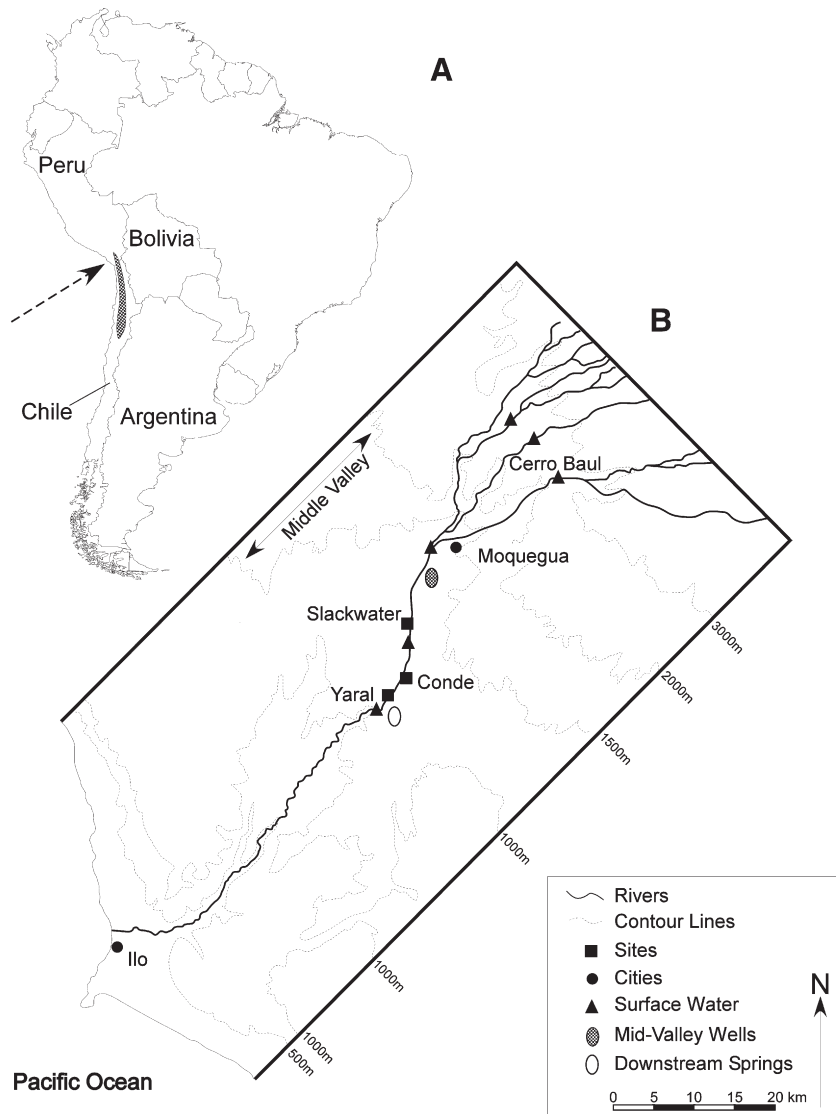 A
Peru
Bolivia
Chile
Argentina
B
Middle Valley
Cerro Baul
Moquegua
Slackwater
Conde
Yaral
Ilo
3000m
2000m
1500m
1000m
1000m
1000m
500m
Pacific Ocean
Rivers
Contour Lines
Sites
Cities
Surface Water
Mid-Valley Wells
Downstream Springs
N
0 5 10 15 20 km